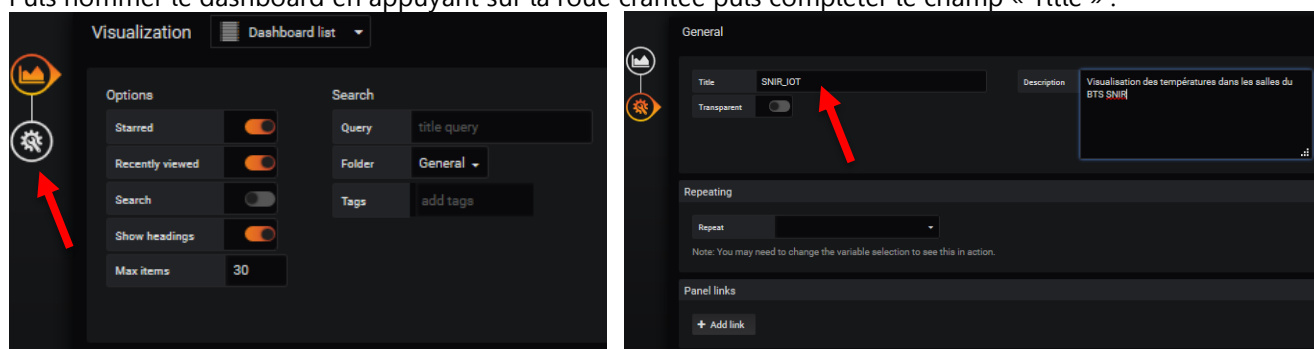 Puis nommer le dashboard en appuyant sur la roue crantée puis compléter le champ « Title » :
Visualization Dashboard list
Options
Starred
Recently viewed
Search
Show headings
Max items 30
Search
Query title query
Folder General
Tags add tags
General
Title SNIR_IOT
Transparent
Description Visualisation des températures dans les salles du
BTS SNIR
Repeating
Repeat
Note: You may need to change the variable selection to see this in action.
Panel links
+ Add link